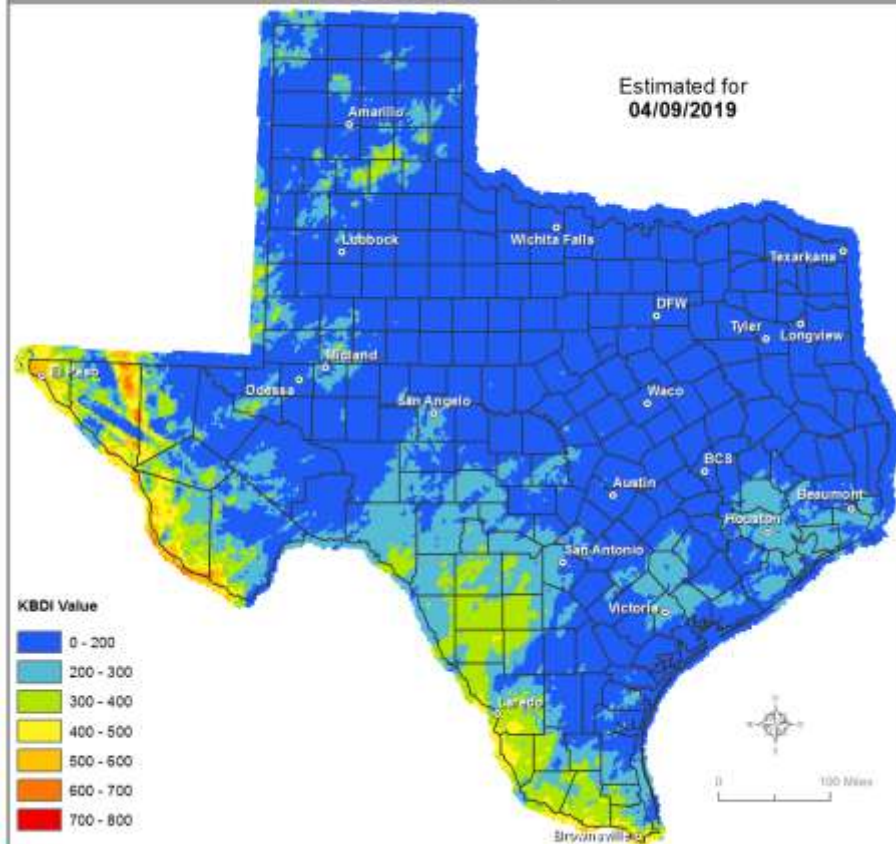 Estimated for
04/09/2019
Amarillo
Lubbock
Wichita Falls
Texarkana
DFW
Tyler
Longview
El Paso
Midland
Odessa
San Angelo
Waco
BCS
Austin
Beaumont
Houston
San Antonio
Victoria
Laredo
Brownsville
KBDI Value
0 - 200
200 - 300
300 - 400
400 - 500
500 - 600
600 - 700
700 - 800
0 100 Miles